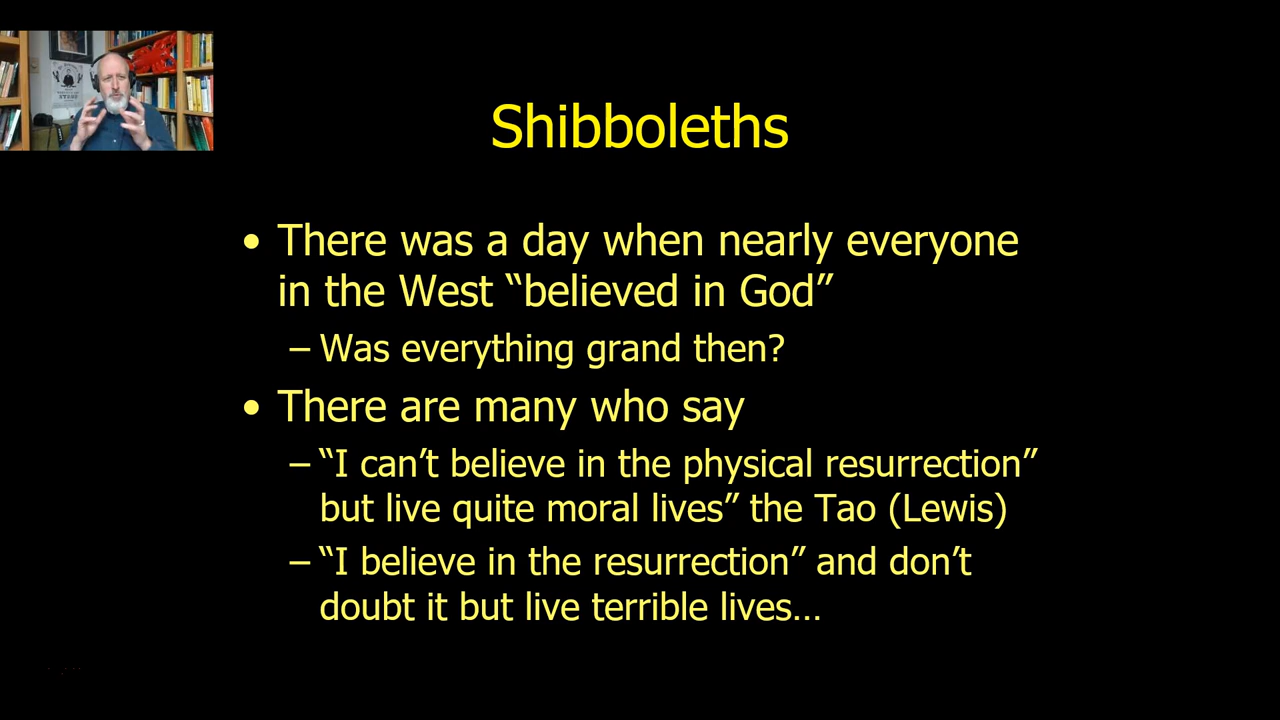 Shibboleths
• There was a day when nearly everyone
in the West “believed in God”
– Was everything grand then?
• There are many who say
– “I can’t believe in the physical resurrection”
but live quite moral lives” the Tao (Lewis)
– “I believe in the resurrection” and don’t
doubt it but live terrible lives…